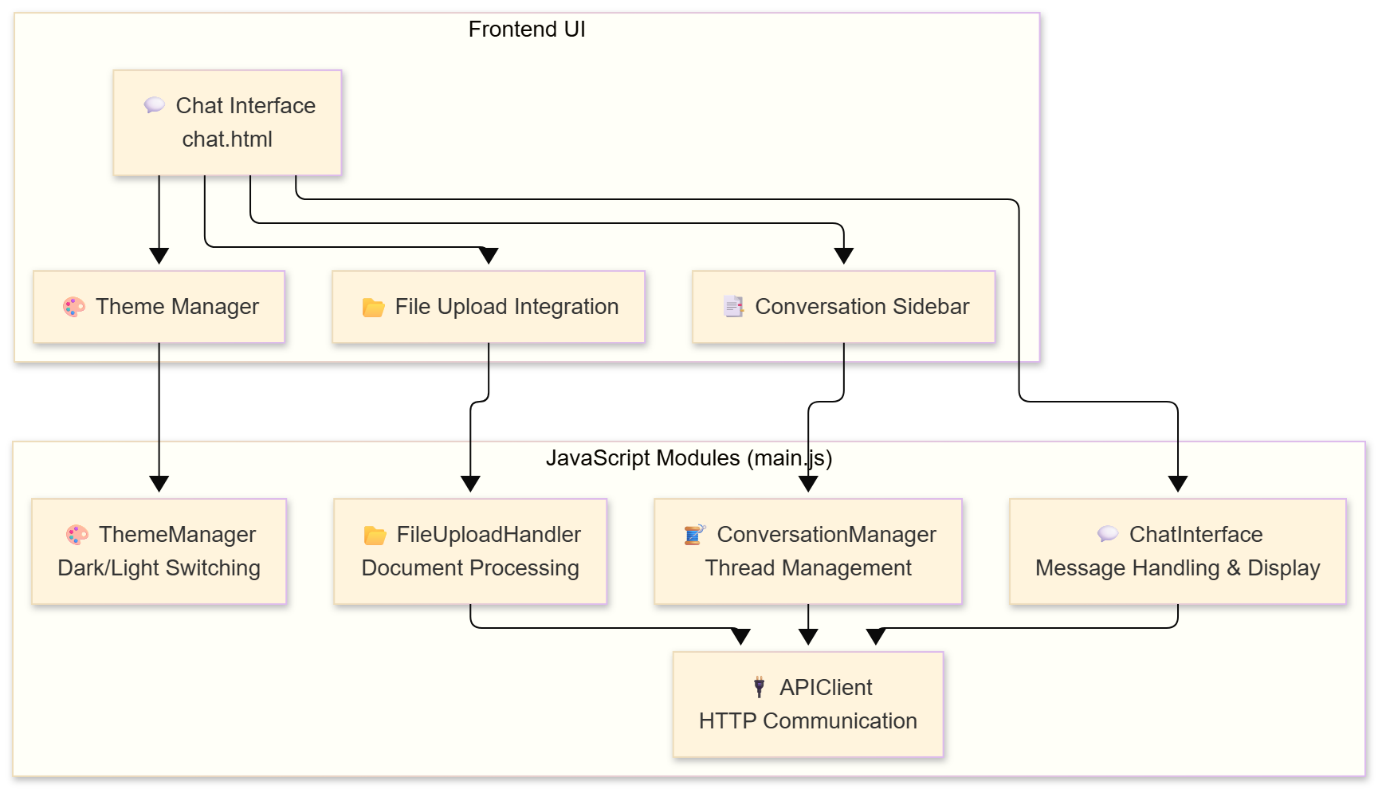 Frontend UI
💬 Chat Interface
chat.html
🎨 Theme Manager
📂 File Upload Integration
📑 Conversation Sidebar
JavaScript Modules (main.js)
🎨 ThemeManager
Dark/Light Switching
📂 FileUploadHandler
Document Processing
🧵 ConversationManager
Thread Management
💬 ChatInterface
Message Handling & Display
🔌 APIClient
HTTP Communication